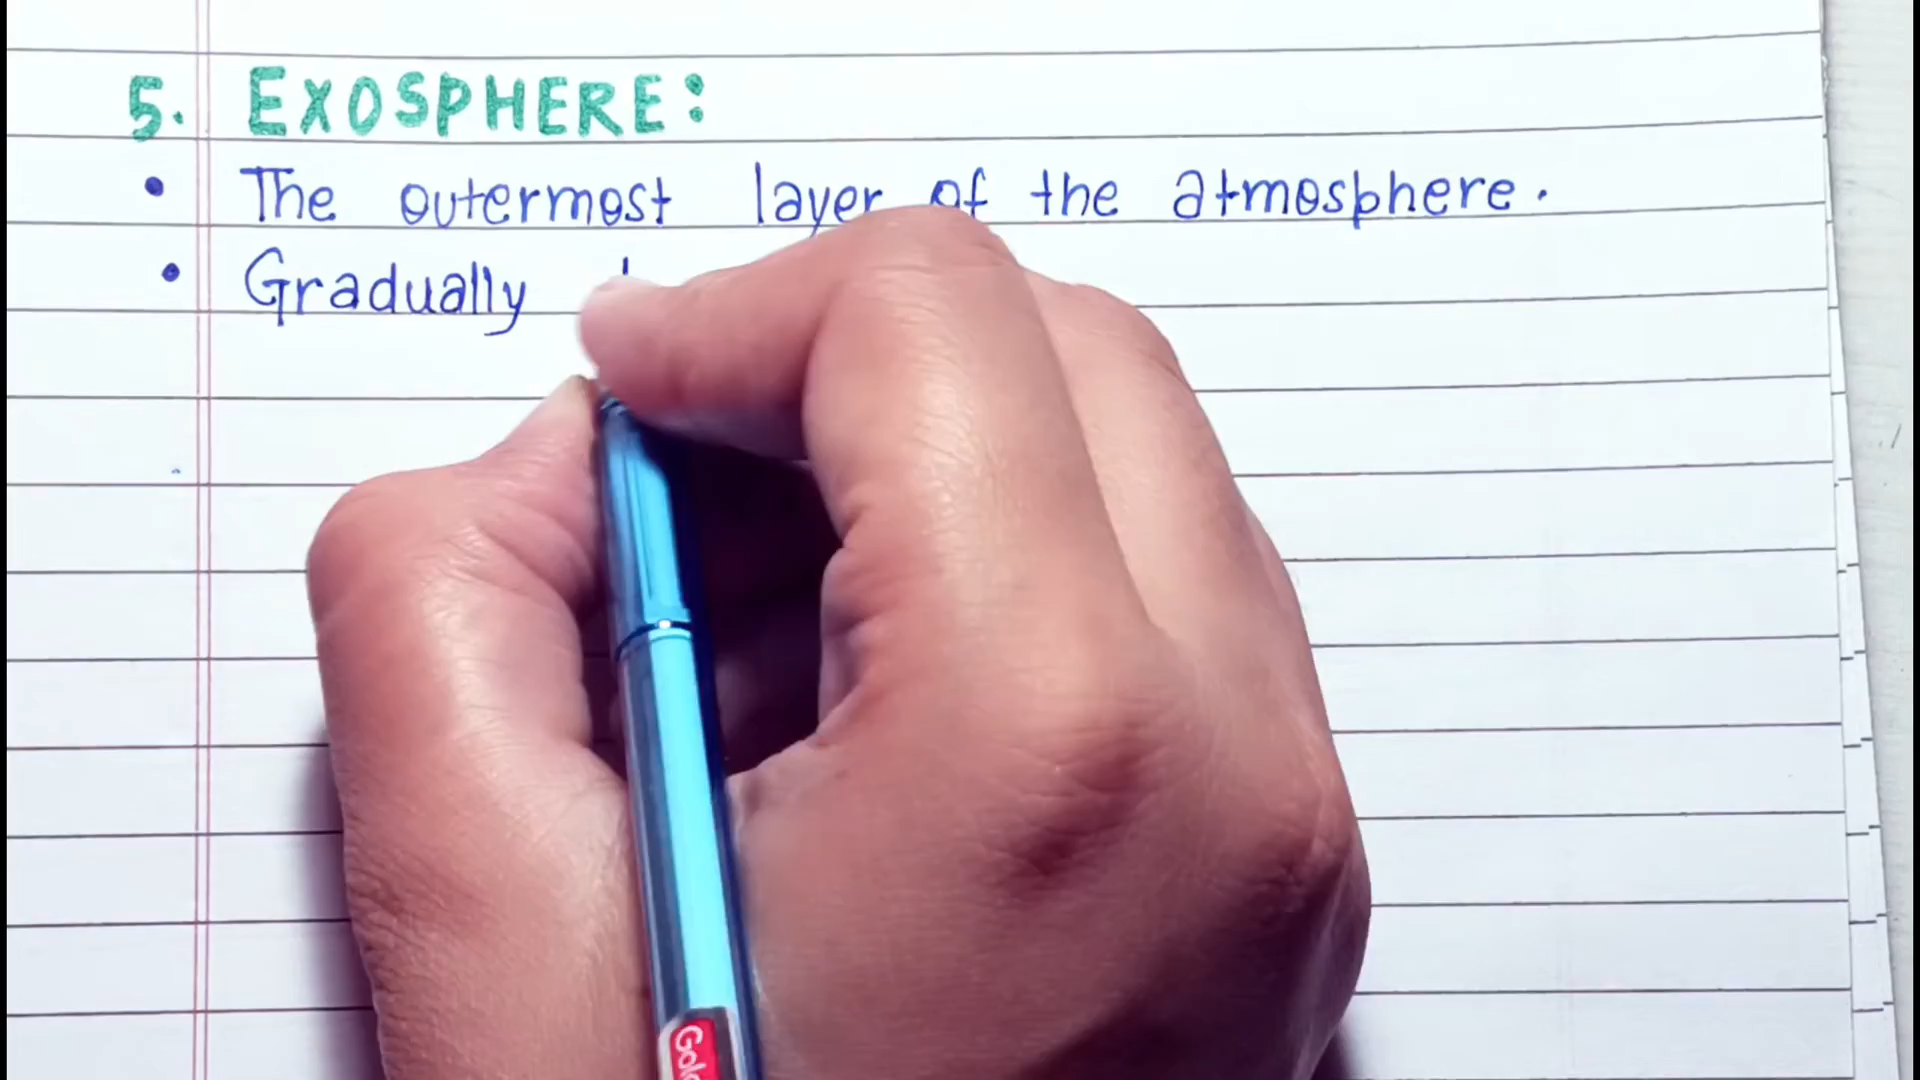 5. EXOSPHERE:
• The outermost layer of the atmosphere.
• Gradually